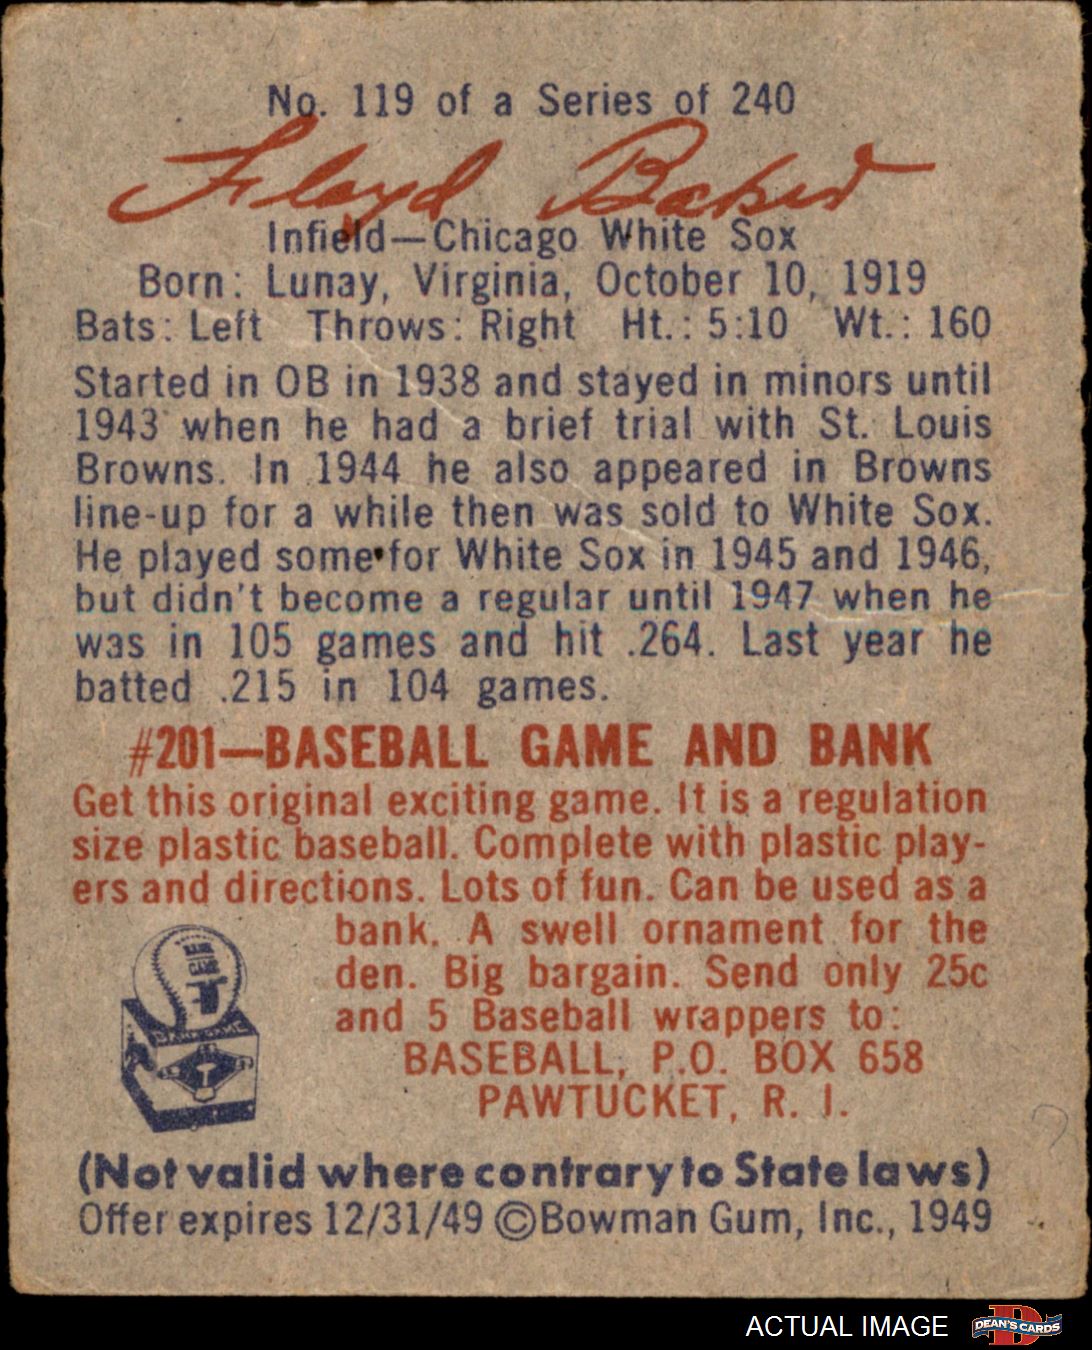 No. 119 of a Series of 240
Floyd Baker
Infield—Chicago White Sox
Born: Lunay, Virginia, October 10, 1919
Bats: Left Throws: Right Ht.: 5:10 Wt.: 160
Started in OB in 1938 and stayed in minors until
1943 when he had a brief trial with St. Louis
Browns. In 1944 he also appeared in Browns
line-up for a while then was sold to White Sox.
He played some for White Sox in 1945 and 1946,
but didn't become a regular until 1947 when he
was in 105 games and hit .264. Last year he
batted .215 in 104 games.
#201—BASEBALL GAME AND BANK
Get this original exciting game. It is a regulation
size plastic baseball. Complete with plastic play-
ers and directions. Lots of fun. Can be used as a
bank. A swell ornament for the
den. Big bargain. Send only 25c
and 5 Baseball wrappers to:
BASEBALL, P.O. BOX 658
PAWTUCKET, R. I.
BANK
GAME
(Not valid where contrary to State laws)
Offer expires 12/31/49 ©Bowman Gum, Inc., 1949
ACTUAL IMAGE
DEAN'S CARDS